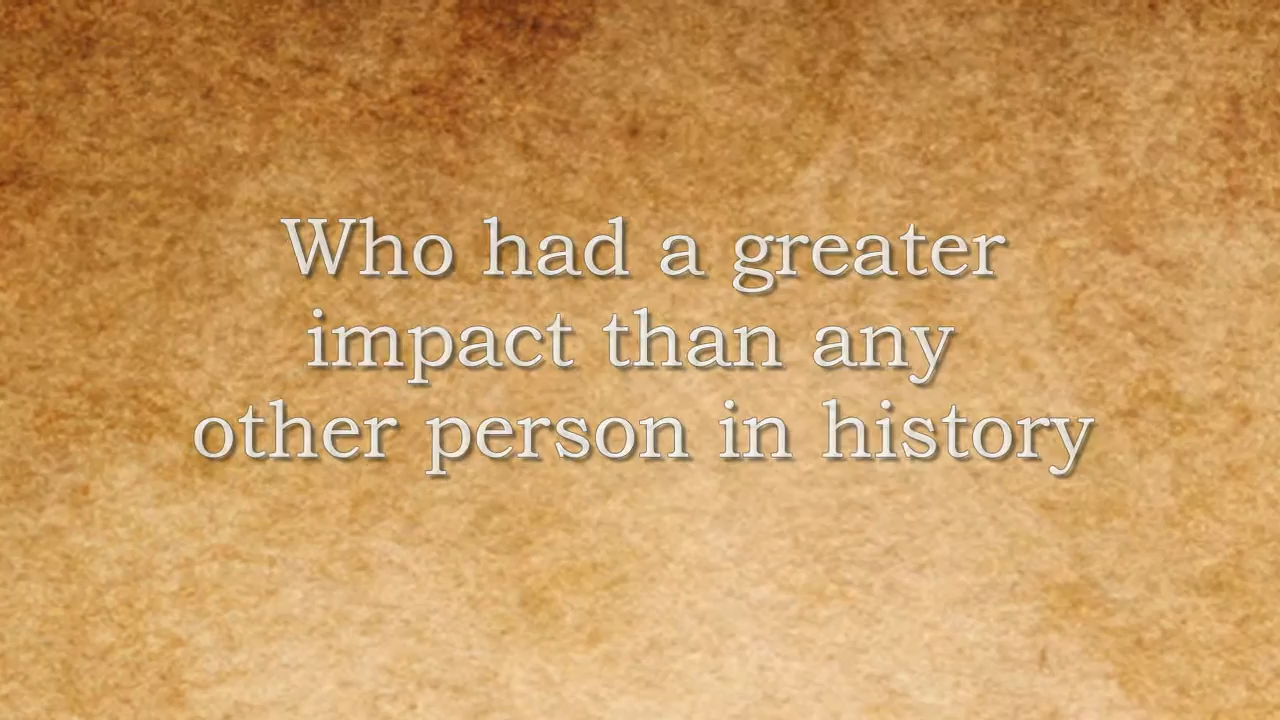 Who had a greater
impact than any
other person in history